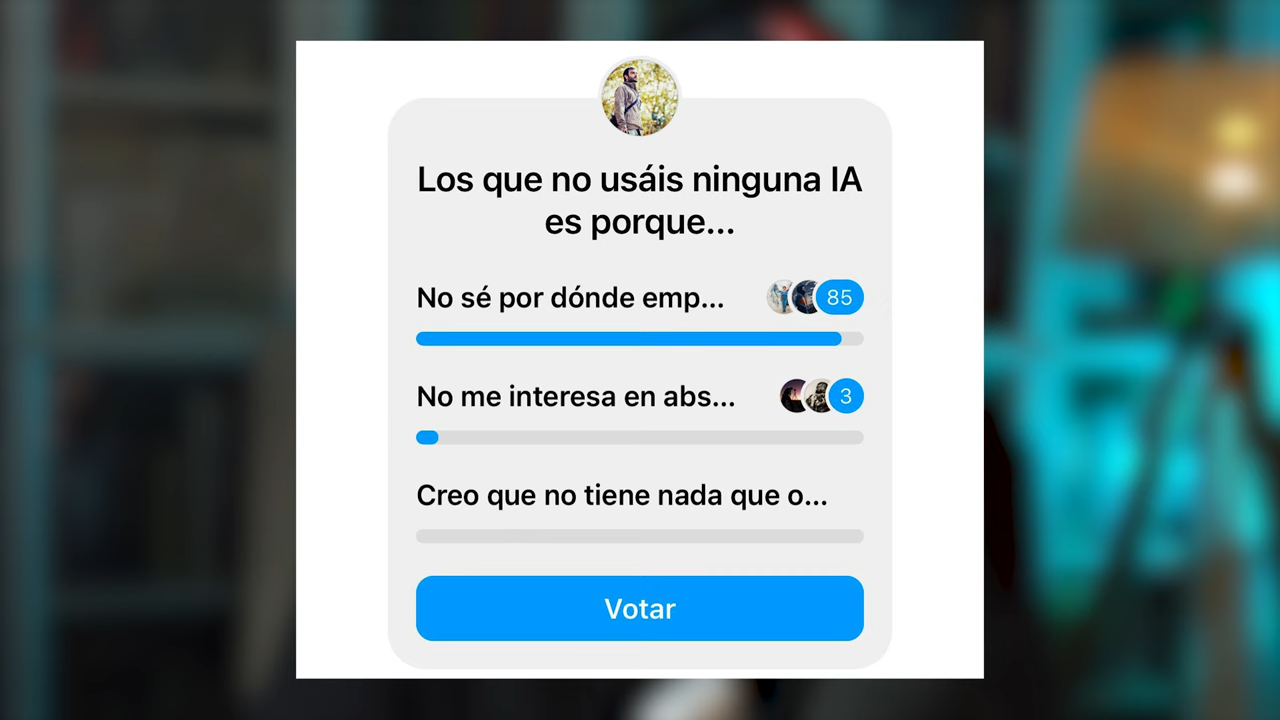 Los que no usáis ninguna IA
es porque...
No sé por dónde emp...
85
No me interesa en abs...
3
Creo que no tiene nada que o...
Votar